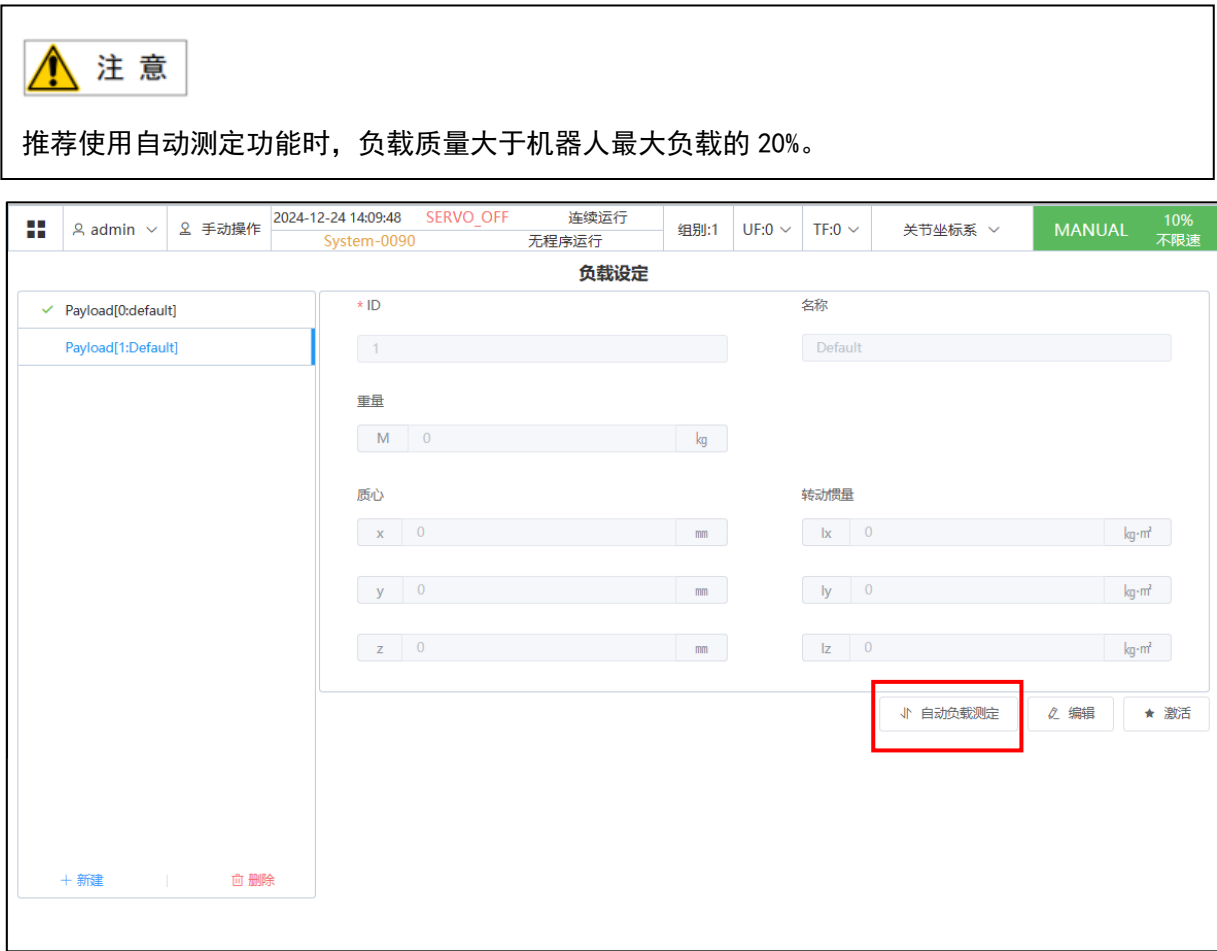 注 意
推荐使用自动测定功能时，负载质量大于机器人最大负载的 20%。
admin 手动操作 2024-12-24 14:09:48 SERVO_OFF 连续运行 组别:1 UF:0 TF:0 关节坐标系 MANUAL 10%
System-0090 无程序运行 不限速
负载设定
Payload[0:default]
Payload[1:Default]
* ID 名称
1 Default
重量
M 0 kg
质心 转动惯量
x 0 mm Ix 0 kg·m²
y 0 mm Iy 0 kg·m²
z 0 mm Iz 0 kg·m²
自动负载测定 编辑 激活
新建 删除